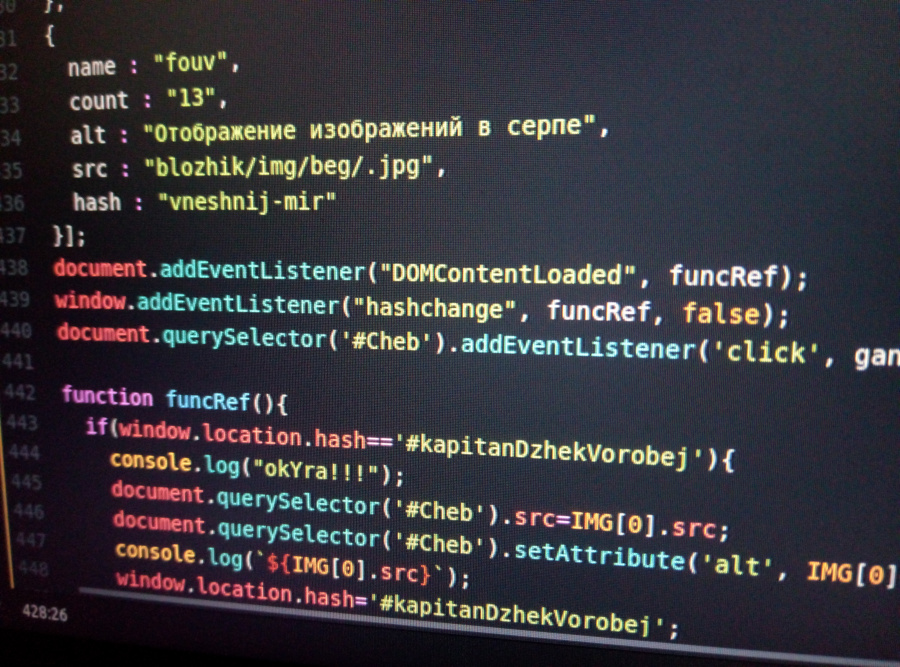 430 },
431 {
432 name : "fouv",
433 count : "13",
434 alt : "Отображение изображений в серпе",
435 src : "blozhik/img/beg/.jpg",
436 hash : "vneshnij-mir"
437 }];
438 document.addEventListener("DOMContentLoaded", funcRef);
439 window.addEventListener("hashchange", funcRef, false);
440 document.querySelector('#Cheb').addEventListener('click', gan
441
442 function funcRef(){
443 if(window.location.hash=='#kapitanDzhekVorobej'){
444 console.log("okYra!!!");
445 document.querySelector('#Cheb').src=IMG[0].src;
446 document.querySelector('#Cheb').setAttribute('alt', IMG[0]
447 console.log(`${IMG[0].src}`);
448 window.location.hash='#kapitanDzhekVorobej';
428:26